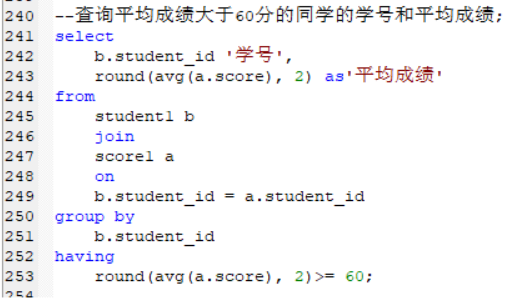 240 --查询平均成绩大于60分的同学的学号和平均成绩;
241 select
242 b.student_id '学号',
243 round(avg(a.score), 2) as'平均成绩'
244 from
245 student1 b
246 join
247 score1 a
248 on
249 b.student_id = a.student_id
250 group by
251 b.student_id
252 having
253 round(avg(a.score), 2)>= 60;
254